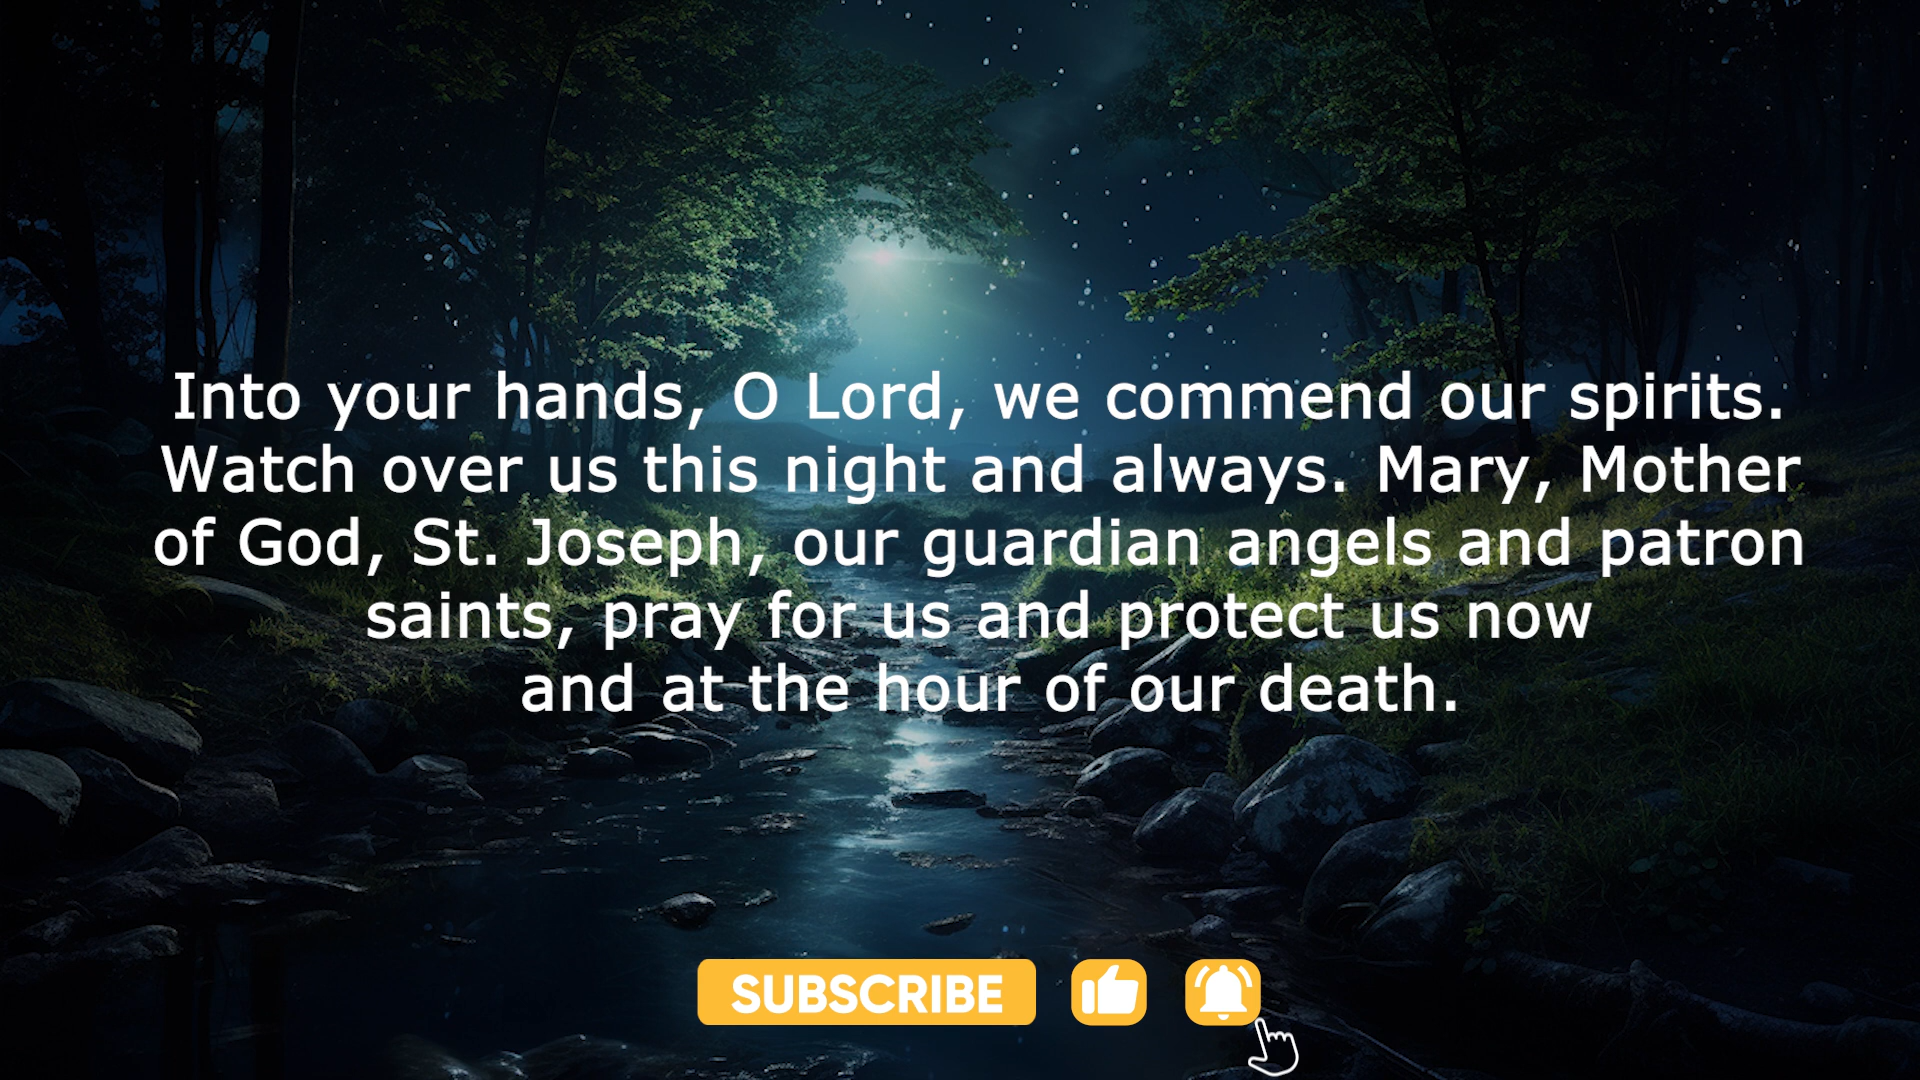 Into your hands, O Lord, we commend our spirits.
Watch over us this night and always. Mary, Mother
of God, St. Joseph, our guardian angels and patron
saints, pray for us and protect us now
and at the hour of our death.
SUBSCRIBE